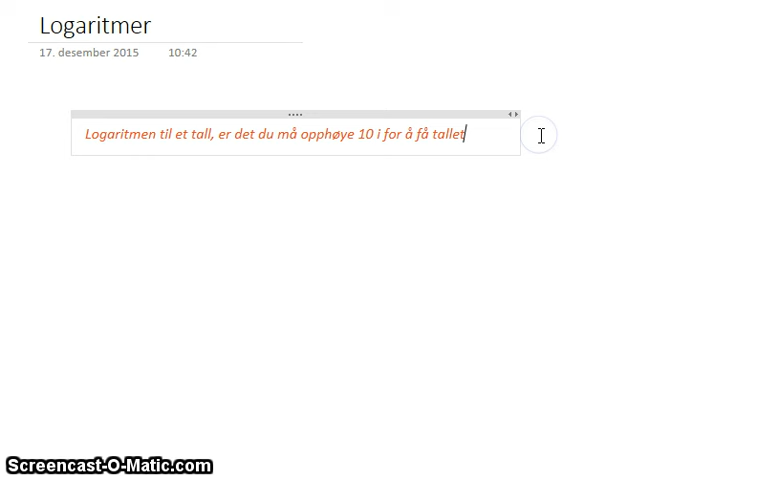 Logaritmer
17. desember 2015 10:42
Logaritmen til et tall, er det du må opphøye 10 i for å få tallet
Screencast-O-Matic.com